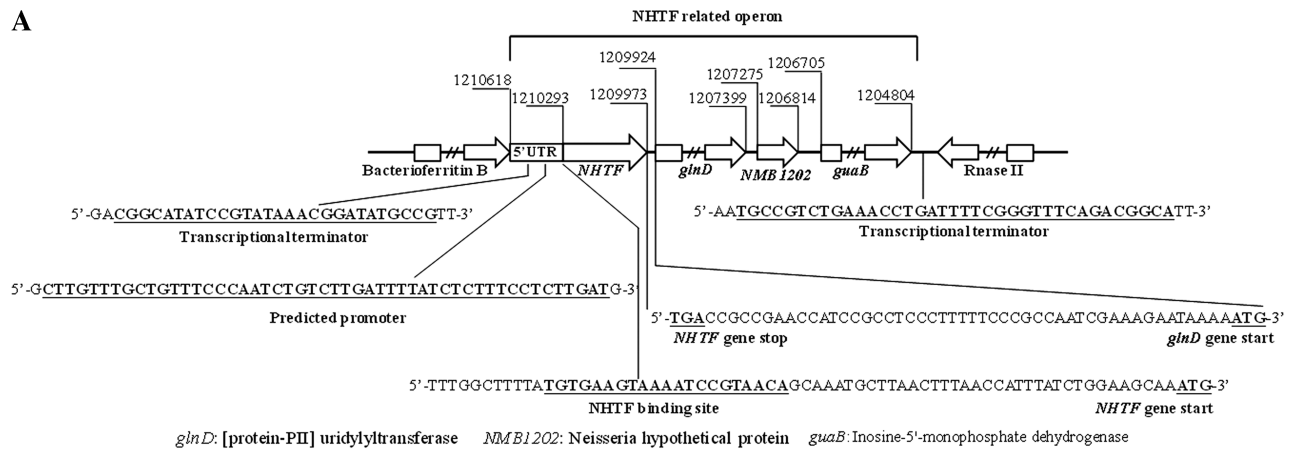 A
NHTF related operon
1209924
1206705
1210618
1207275
1210293
1209973
1207399
1206814
1204804
5’UTR
Bacterioferritin B
NHTF
glnD
NMB1202
guaB
Rnase II
5’-GACGGCATATCCGTATAAACGGATATGCCGTT-3’
5’-AATGCCGTCTGAAACCTGATTTTCGGGTTTCAGACGGCATT-3’
Transcriptional terminator
Transcriptional terminator
5’-GCTTGTTTGCTGTTTCCCAATCTGTCTTGATTTTATCTCTTTCCTCTTGATG-3’
Predicted promoter
5’-TGACCGCCGAACCATCCGCCTCCCTTTTTCCCGCCAATCGAAAGAATAAAAATG-3’
NHTF gene stop
glnD gene start
5’-TTTGGCTTTTATGTGAAGTAAAATCCGTAACAGCAAATGCTTAACTTTAACCATTTATCTGGAAGCAAATG-3’
NHTF binding site
NHTF gene start
glnD: [protein-PII] uridylyltransferase NMB1202: Neisseria hypothetical protein guaB: Inosine-5'-monophosphate dehydrogenase